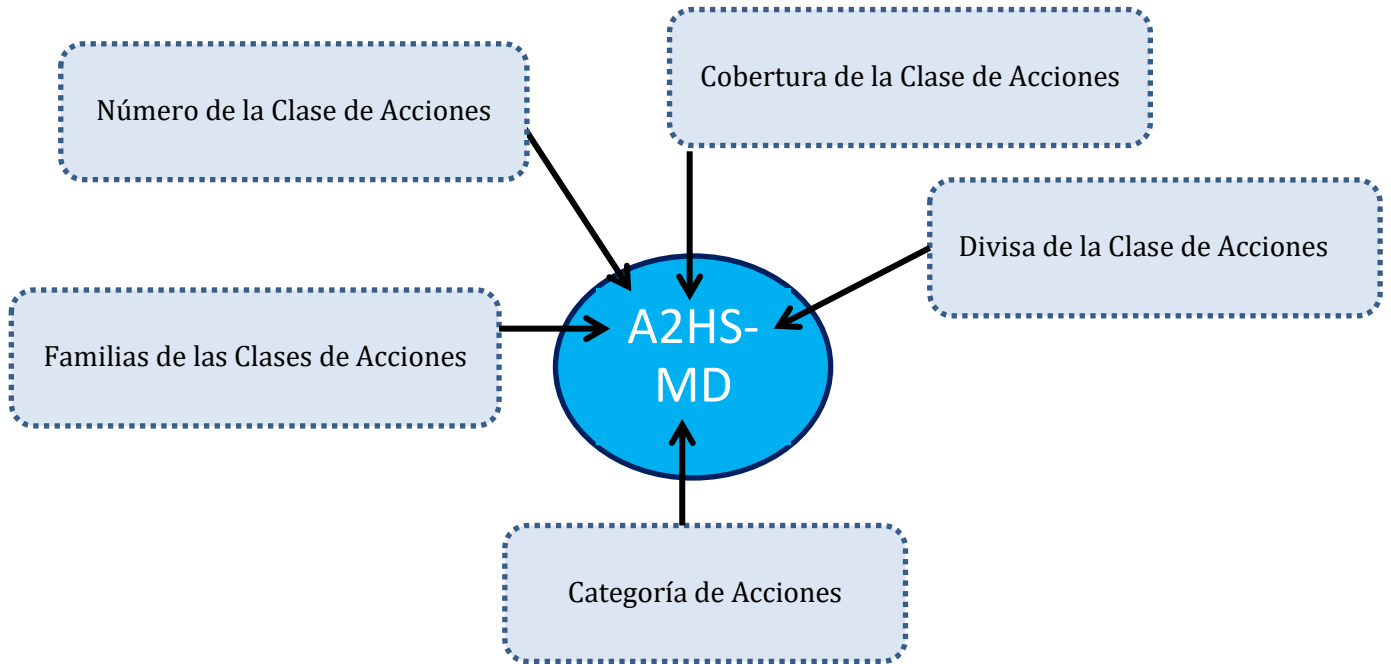 Cobertura de la Clase de Acciones
Número de la Clase de Acciones
Divisa de la Clase de Acciones
Familias de las Clases de Acciones
A2HS-
MD
Categoría de Acciones